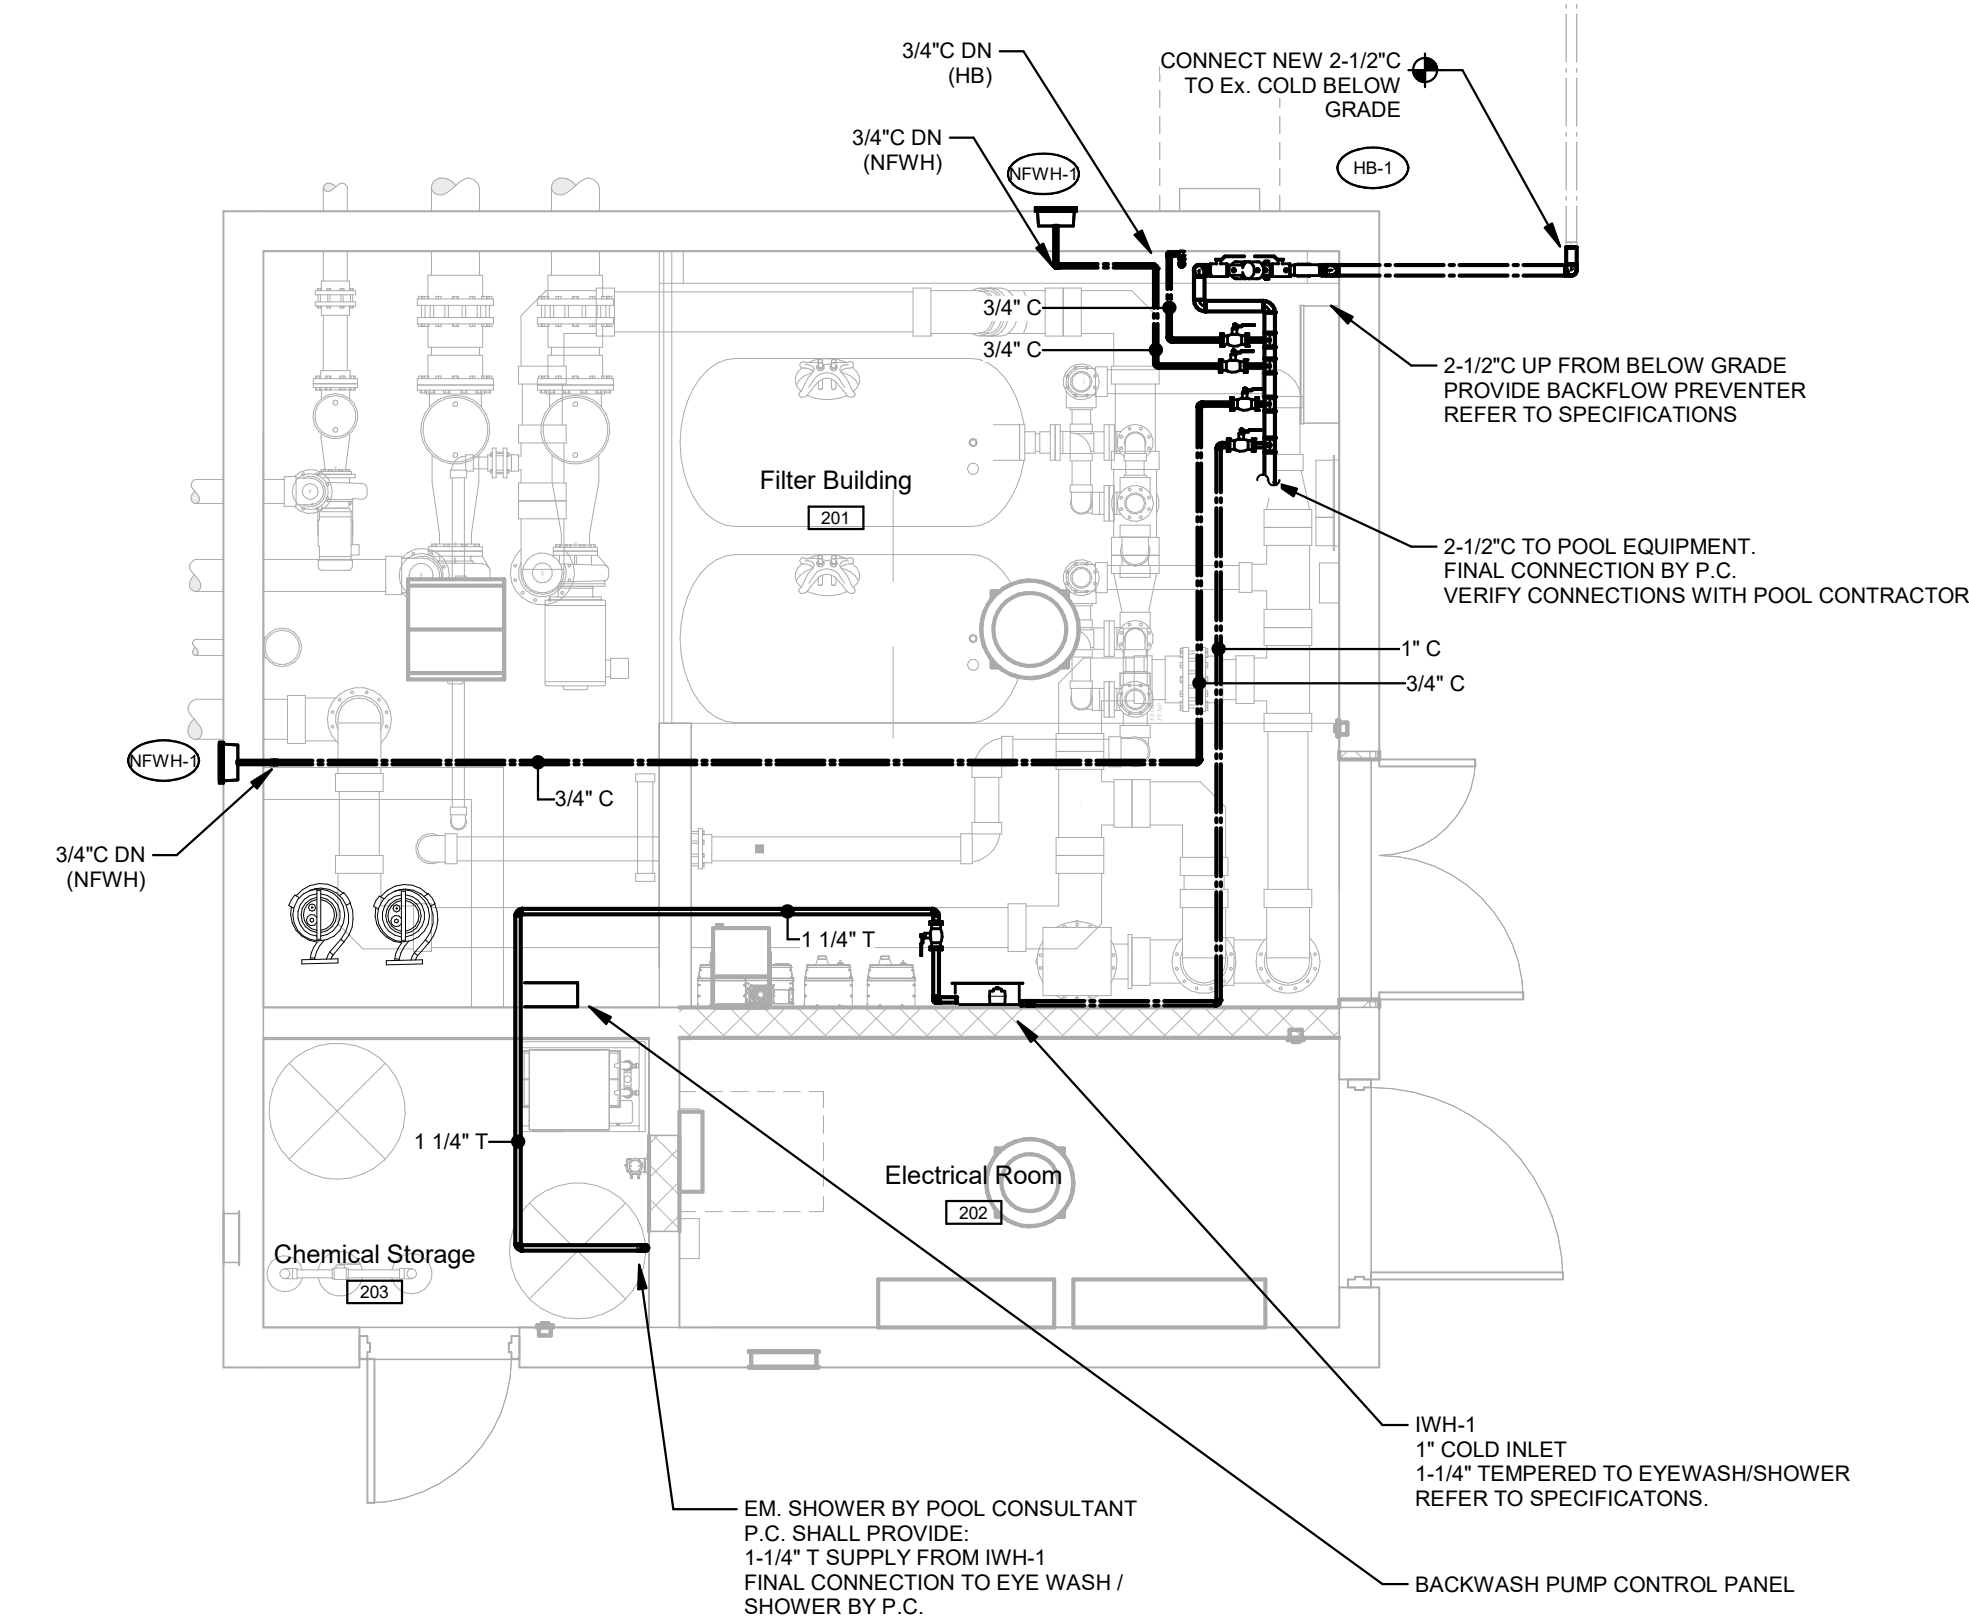 3/4"C DN
(HB)
CONNECT NEW 2-1/2"C
TO Ex. COLD BELOW
GRADE
3/4"C DN
(NFWH)
NFWH-1
HB-1
3/4" C
3/4" C
2-1/2"C UP FROM BELOW GRADE
PROVIDE BACKFLOW PREVENTER
REFER TO SPECIFICATIONS
Filter Building
201
2-1/2"C TO POOL EQUIPMENT.
FINAL CONNECTION BY P.C.
VERIFY CONNECTIONS WITH POOL CONTRACTOR
1" C
3/4" C
NFWH-1
3/4" C
3/4"C DN
(NFWH)
1 1/4" T
1 1/4" T
Electrical Room
202
Chemical Storage
203
IWH-1
1" COLD INLET
1-1/4" TEMPERED TO EYEWASH/SHOWER
REFER TO SPECIFICATONS.
EM. SHOWER BY POOL CONSULTANT
P.C. SHALL PROVIDE:
1-1/4" T SUPPLY FROM IWH-1
FINAL CONNECTION TO EYE WASH /
SHOWER BY P.C.
BACKWASH PUMP CONTROL PANEL